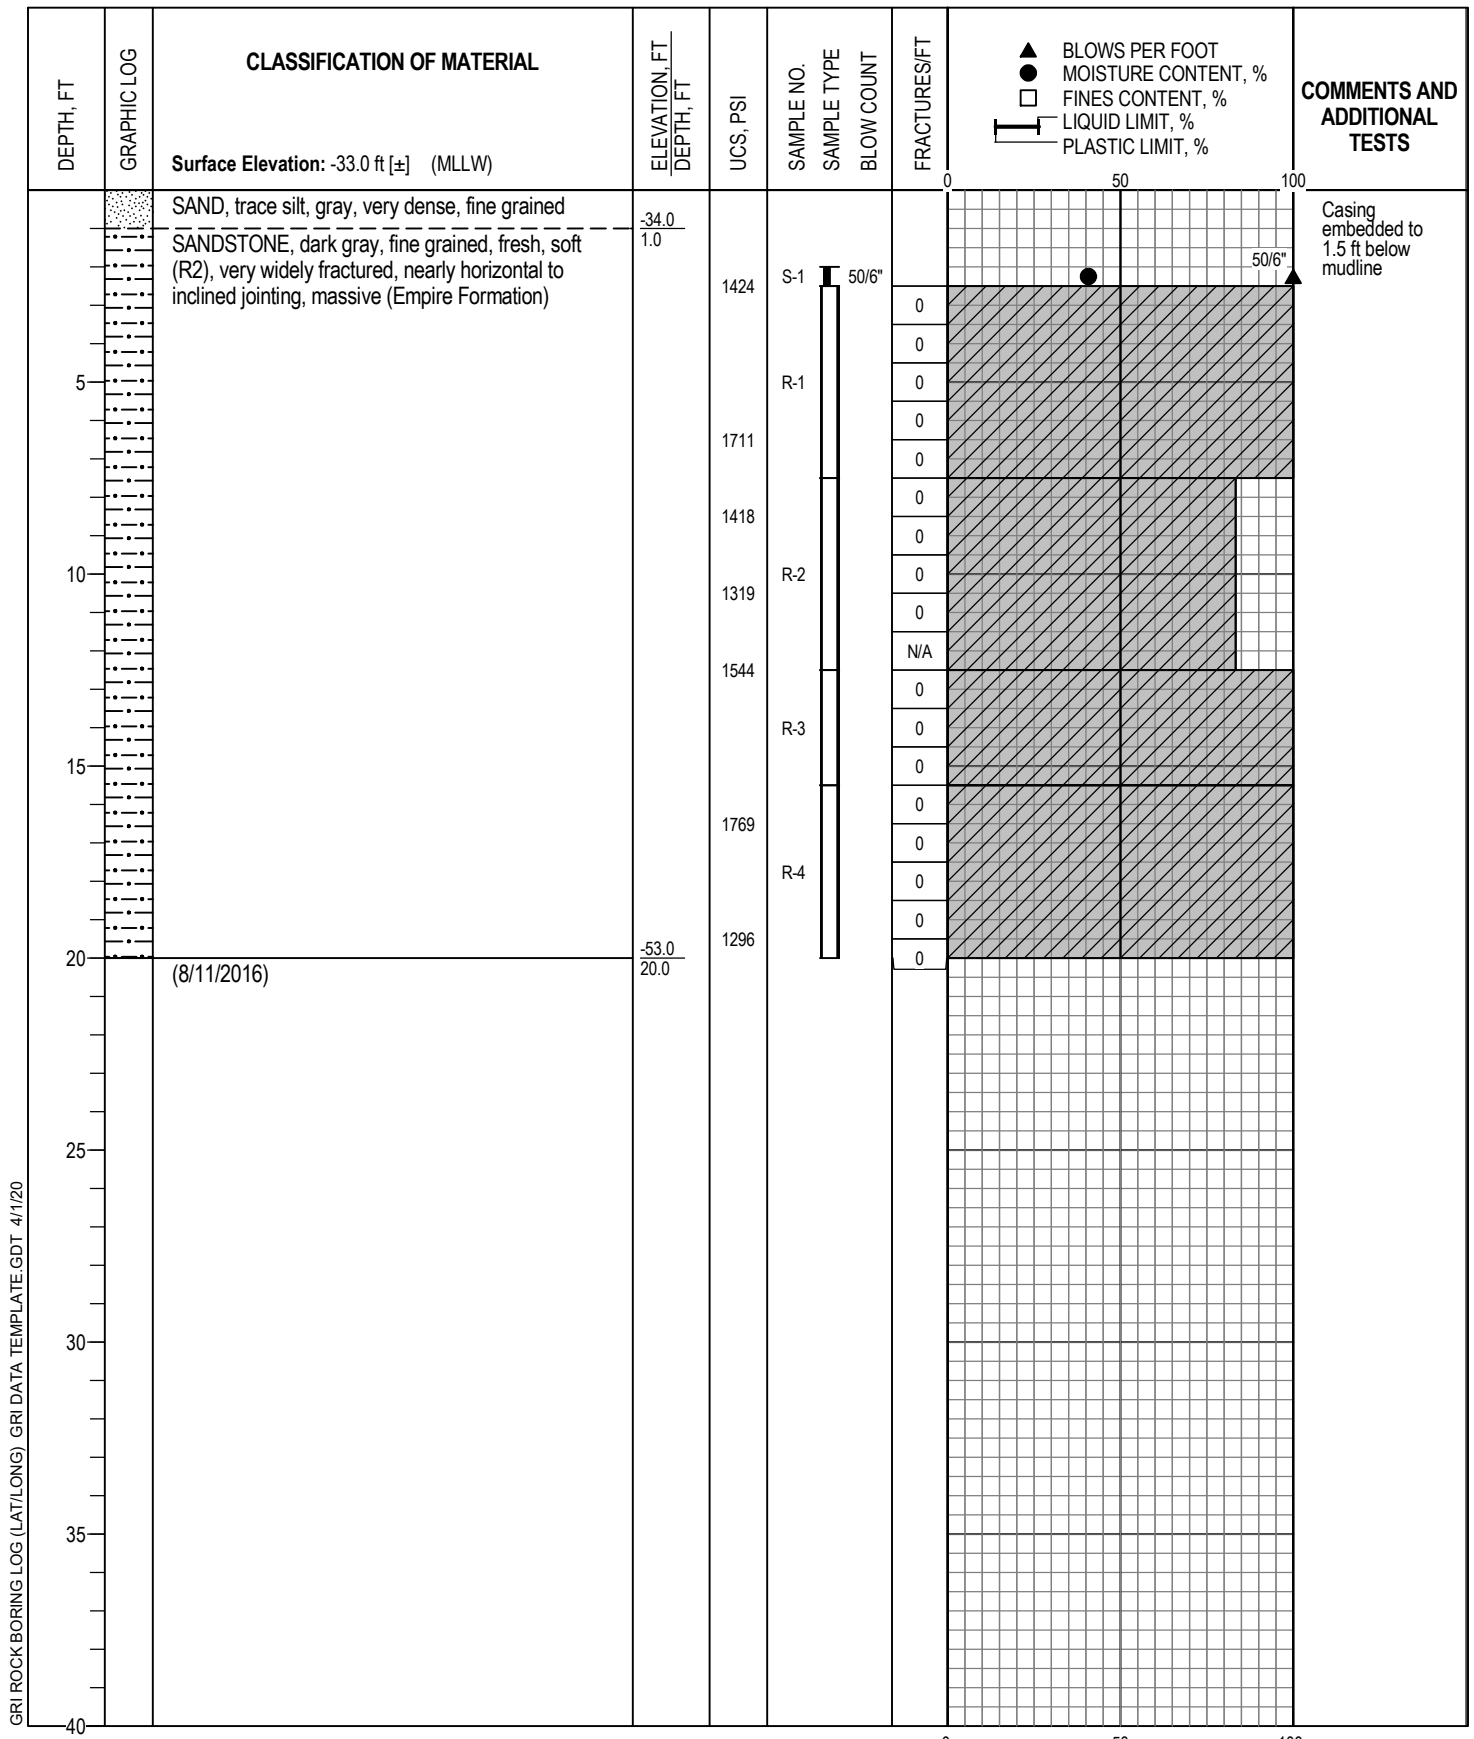 DEPTH, FT
GRAPHIC LOG
CLASSIFICATION OF MATERIAL
Surface Elevation: -33.0 ft [±] (MLLW)
ELEVATION, FT
DEPTH, FT
UCS, PSI
SAMPLE NO.
SAMPLE TYPE
BLOW COUNT
FRACTURES/FT
▲ BLOWS PER FOOT
● MOISTURE CONTENT, %
□ FINES CONTENT, %
LIQUID LIMIT, %
PLASTIC LIMIT, %
COMMENTS AND
ADDITIONAL
TESTS
0 50 100
SAND, trace silt, gray, very dense, fine grained
-34.0
1.0
SANDSTONE, dark gray, fine grained, fresh, soft
(R2), very widely fractured, nearly horizontal to
inclined jointing, massive (Empire Formation)
Casing
embedded to
1.5 ft below
mudline
1424
S-1
50/6"
50/6"
0
0
5
R-1
0
0
1711
0
0
1418
0
10
R-2
0
1319
0
N/A
1544
0
R-3
0
15
0
0
1769
0
R-4
0
0
1296
20
-53.0
20.0
0
(8/11/2016)
25
30
35
40
0 50 100
GRI ROCK BORING LOG (LAT/LONG) GRI DATA TEMPLATE.GDT 4/1/20